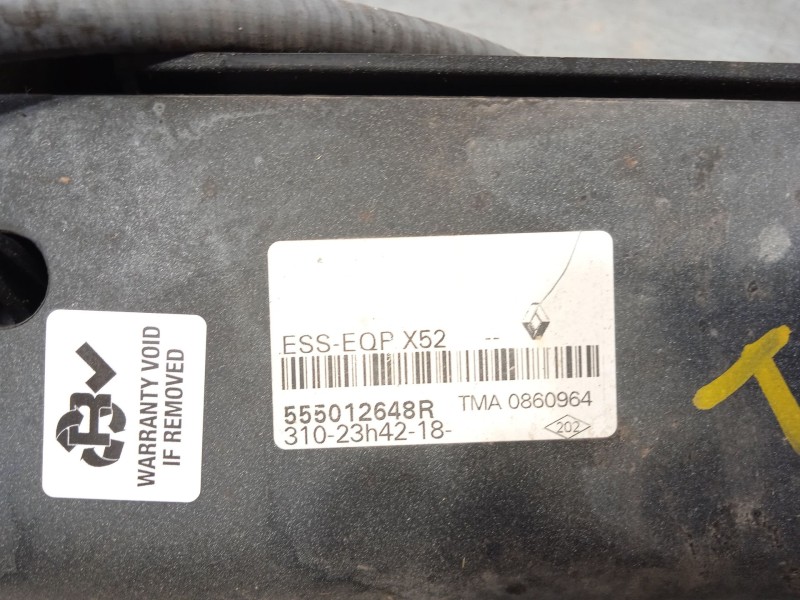 ESS-EQP X52 --
555012648R TMA 0860964
310-23h42-18-
202
WARRANTY VOID
IF REMOVED